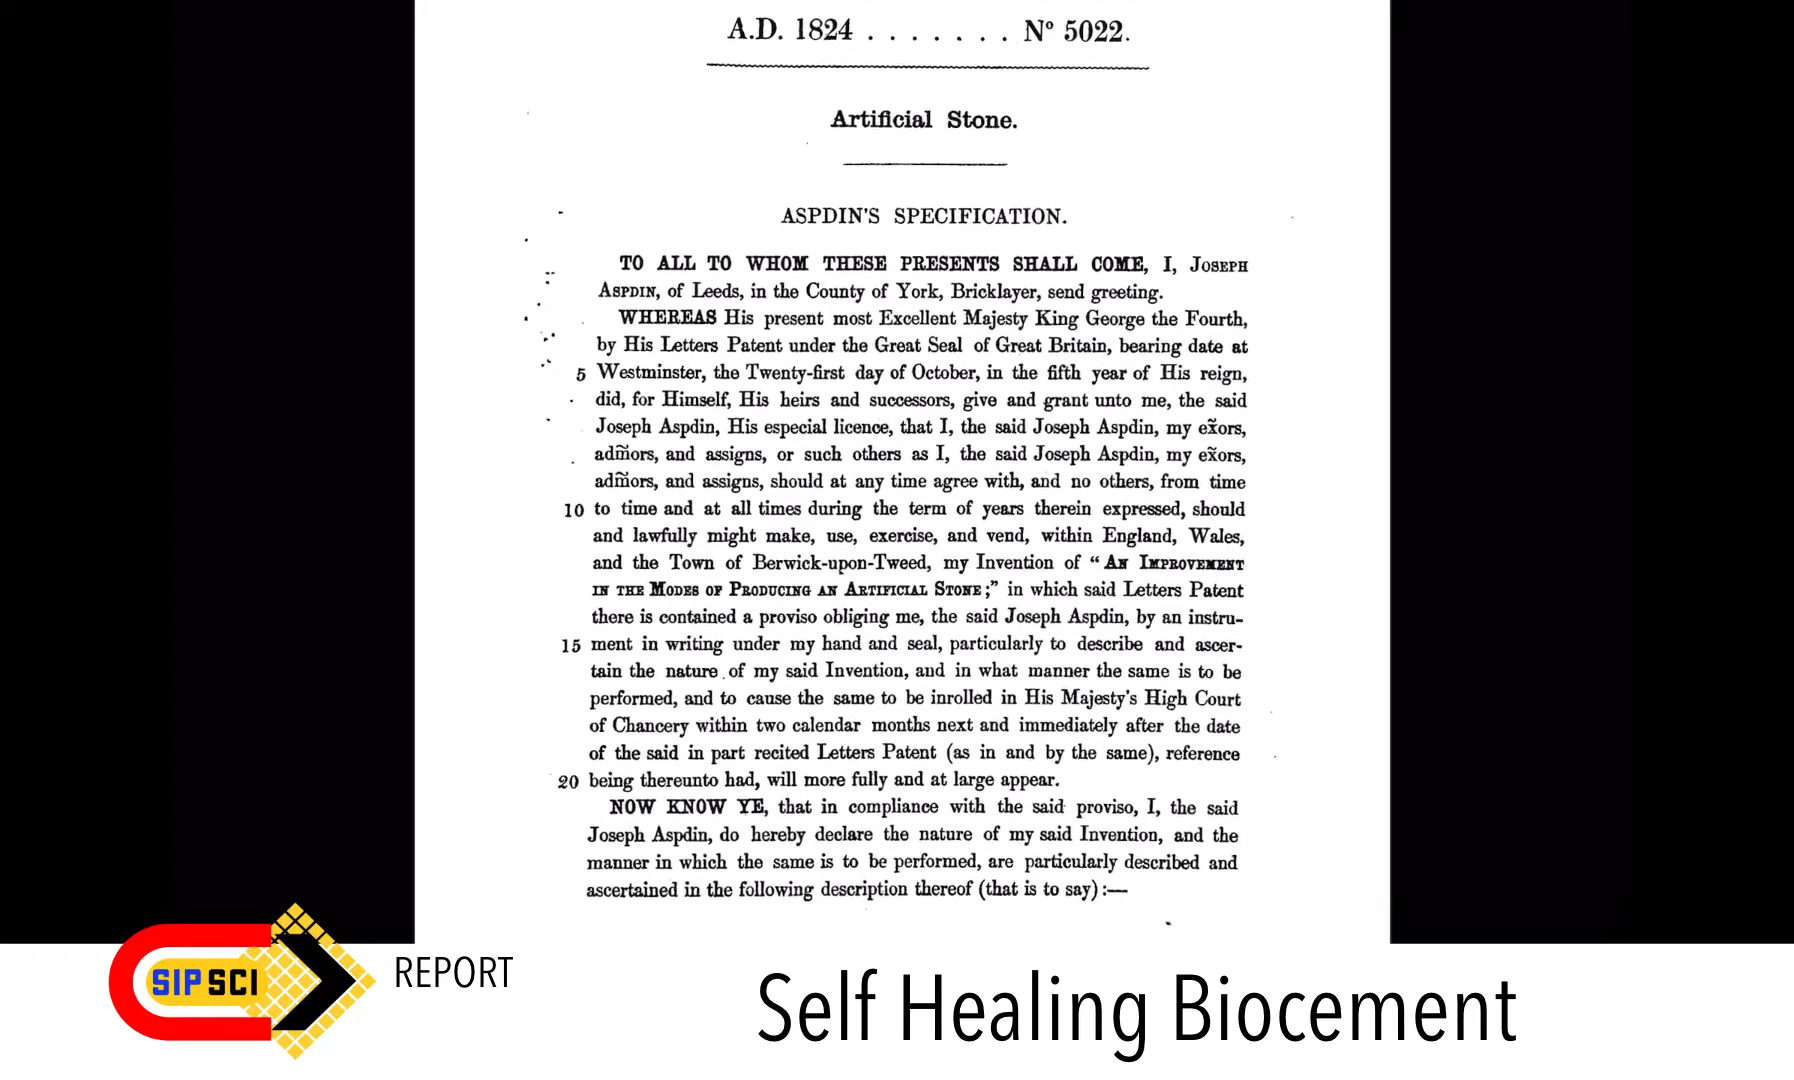 A.D. 1824 . . . . . . . Nº 5022.
Artificial Stone.
ASPDIN'S SPECIFICATION.
TO ALL TO WHOM THESE PRESENTS SHALL COME, I, JOSEPH
ASPDIN, of Leeds, in the County of York, Bricklayer, send greeting.
WHEREAS His present most Excellent Majesty King George the Fourth,
by His Letters Patent under the Great Seal of Great Britain, bearing date at
5 Westminster, the Twenty-first day of October, in the fifth year of His reign,
did, for Himself, His heirs and successors, give and grant unto me, the said
Joseph Aspdin, His especial licence, that I, the said Joseph Aspdin, my ex̃ors,
adm̃ors, and assigns, or such others as I, the said Joseph Aspdin, my ex̃ors,
adm̃ors, and assigns, should at any time agree with, and no others, from time
10 to time and at all times during the term of years therein expressed, should
and lawfully might make, use, exercise, and vend, within England, Wales,
and the Town of Berwick-upon-Tweed, my Invention of "AN IMPROVEMENT
IN THE MODES OF PRODUCING AN ARTIFICIAL STONE;" in which said Letters Patent
there is contained a proviso obliging me, the said Joseph Aspdin, by an instru-
15 ment in writing under my hand and seal, particularly to describe and ascer-
tain the nature of my said Invention, and in what manner the same is to be
performed, and to cause the same to be inrolled in His Majesty's High Court
of Chancery within two calendar months next and immediately after the date
of the said in part recited Letters Patent (as in and by the same), reference
20 being thereunto had, will more fully and at large appear.
NOW KNOW YE, that in compliance with the said proviso, I, the said
Joseph Aspdin, do hereby declare the nature of my said Invention, and the
manner in which the same is to be performed, are particularly described and
ascertained in the following description thereof (that is to say) :—
SIP SCI
REPORT
Self Healing Biocement